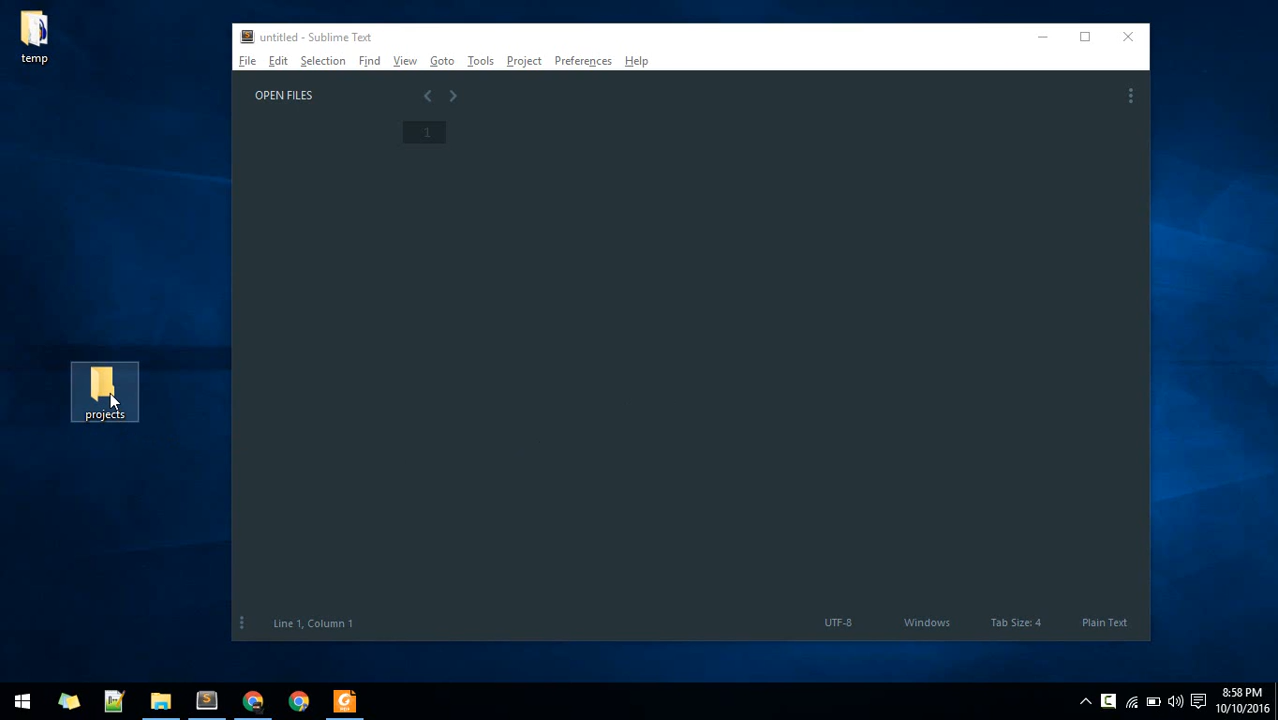 temp
untitled - Sublime Text
File Edit Selection Find View Goto Tools Project Preferences Help
OPEN FILES
1
projects
Line 1, Column 1 UTF-8 Windows Tab Size: 4 Plain Text
8:58 PM
10/10/2016